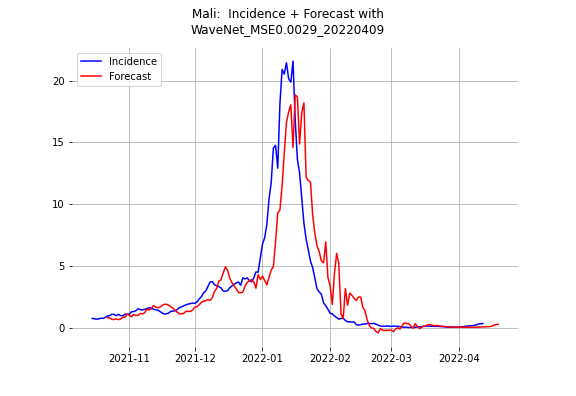 Mali:  Incidence + Forecast with
WaveNet_MSE0.0029_20220409
Incidence
Forecast
20
15
10
5
0
2021-11
2021-12
2022-01
2022-02
2022-03
2022-04